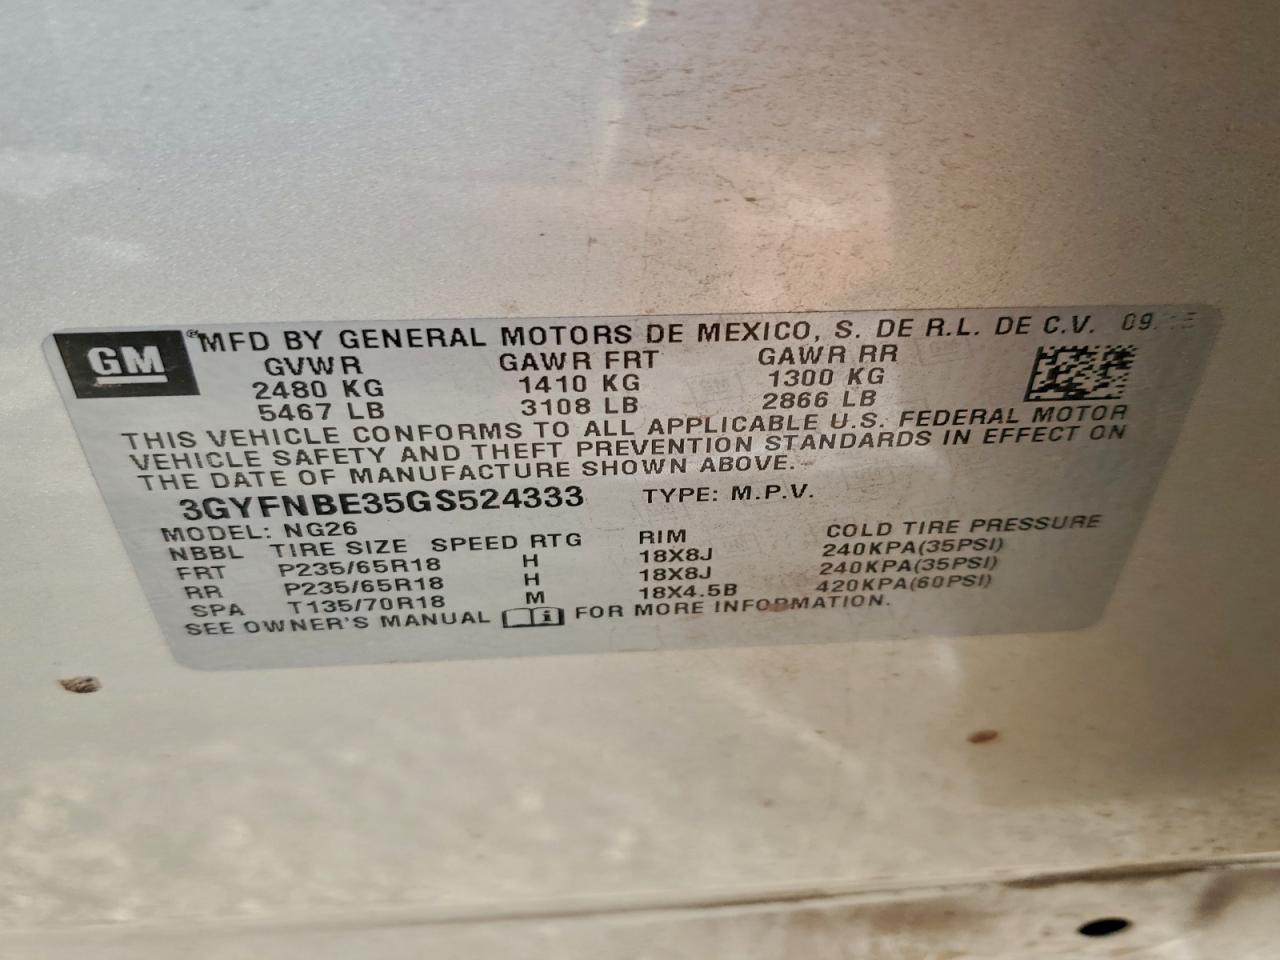 GM
®MFD BY GENERAL MOTORS DE MEXICO, S. DE R.L. DE C.V.
GVWR GAWR FRT GAWR RR
2480 KG 1410 KG 1300 KG
5467 LB 3108 LB 2866 LB
THIS VEHICLE CONFORMS TO ALL APPLICABLE U.S. FEDERAL MOTOR
VEHICLE SAFETY AND THEFT PREVENTION STANDARDS IN EFFECT ON
THE DATE OF MANUFACTURE SHOWN ABOVE.
3GYFNBE35GS524333 TYPE: M.P.V.
MODEL: NG26
NBBL TIRE SIZE SPEED RTG RIM COLD TIRE PRESSURE
FRT P235/65R18 H 18X8J 240KPA(35PSI)
RR P235/65R18 H 18X8J 240KPA(35PSI)
SPA T135/70R18 M 18X4.5B 420KPA(60PSI)
SEE OWNER'S MANUAL FOR MORE INFORMATION.